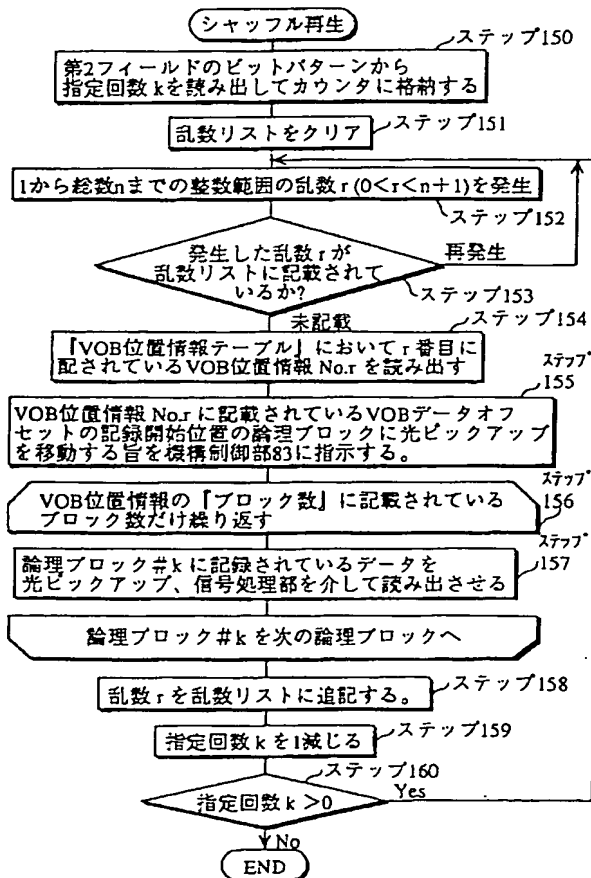 シャッフル再生
ステップ150
第2フィールドのビットパターンから
指定回数 kを読み出してカウンタに格納する
ステップ151
乱数リストをクリア
1から総数nまでの整数範囲の乱数 r (0<r<n+1)を発生
ステップ152
発生した乱数 r が
乱数リストに記載されて
いるか?
再発生
ステップ153
未記載
ステップ154
『VOB位置情報テーブル』において r 番目に
配されているVOB位置情報 No.r を読み出す
ステップ
155
VOB位置情報 No.r に記載されているVOBデータオフ
セットの記録開始位置の論理ブロックに光ピックアップ
を移動する旨を機構制御部83に指示する。
ステップ
156
VOB位置情報の『ブロック数』に記載されている
ブロック数だけ繰り返す
ステップ
157
論理ブロック#kに記録されているデータを
光ピックアップ、信号処理部を介して読み出させる
論理ブロック#kを次の論理ブロックへ
ステップ158
乱数 r を乱数リストに追記する。
ステップ159
指定回数 k を1減じる
ステップ160
指定回数 k >0
Yes
No
END